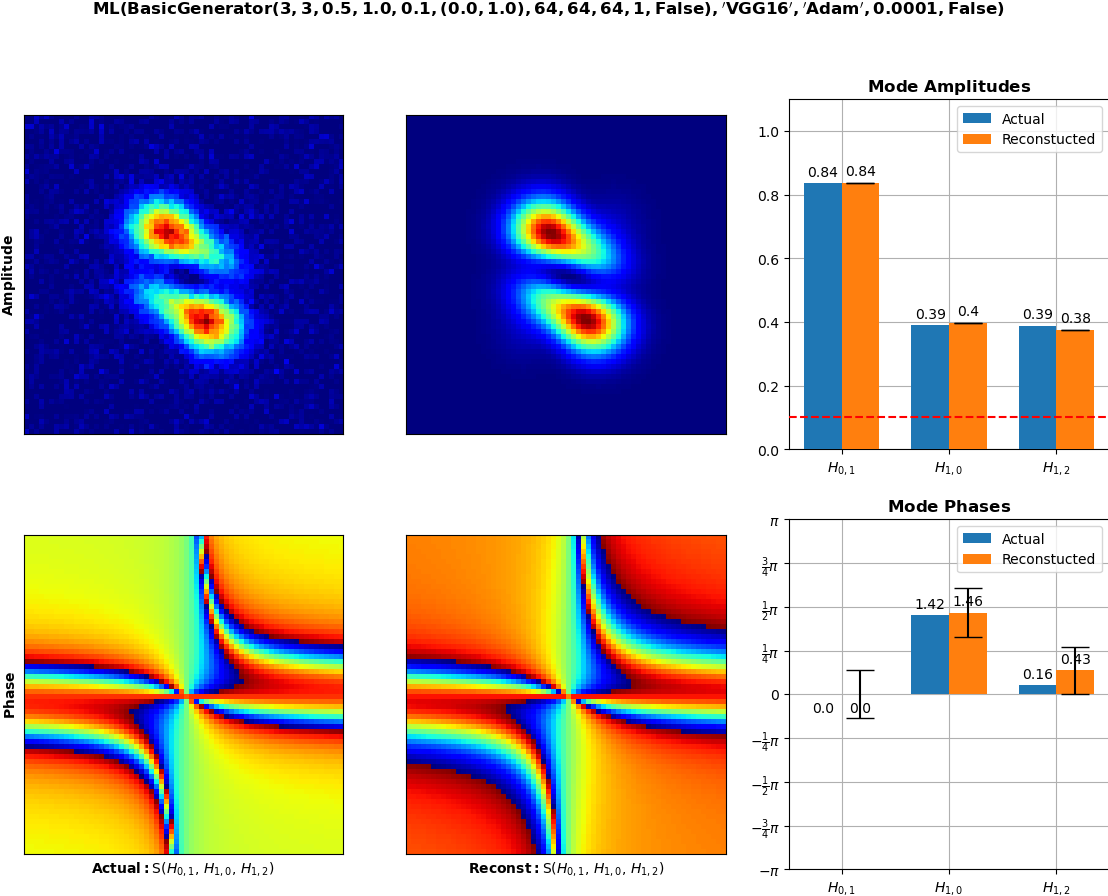 ML(BasicGenerator(3, 3, 0.5, 1.0, 0.1, (0.0, 1.0), 64, 64, 64, 1, False), 'VGG16', 'Adam', 0.0001, False)
Amplitude
Mode Amplitudes
Actual
Reconstucted
1.0
0.8
0.6
0.4
0.2
0.0
0.84 0.84
0.39 0.4
0.39 0.38
H0,1 H1,0 H1,2
Phase
Actual: S(H0,1, H1,0, H1,2)
Reconst: S(H0,1, H1,0, H1,2)
Mode Phases
Actual
Reconstucted
π
3/4π
1/2π
1/4π
0
−1/4π
−1/2π
−3/4π
−π
0.0 0.0
1.42 1.46
0.16 0.43
H0,1 H1,0 H1,2